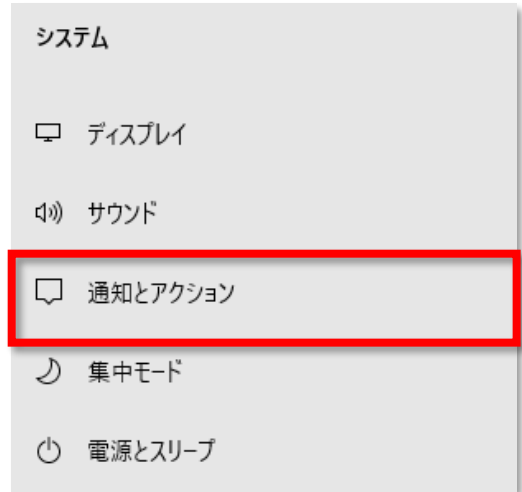 システム
ディスプレイ
サウンド
通知とアクション
集中モード
電源とスリープ